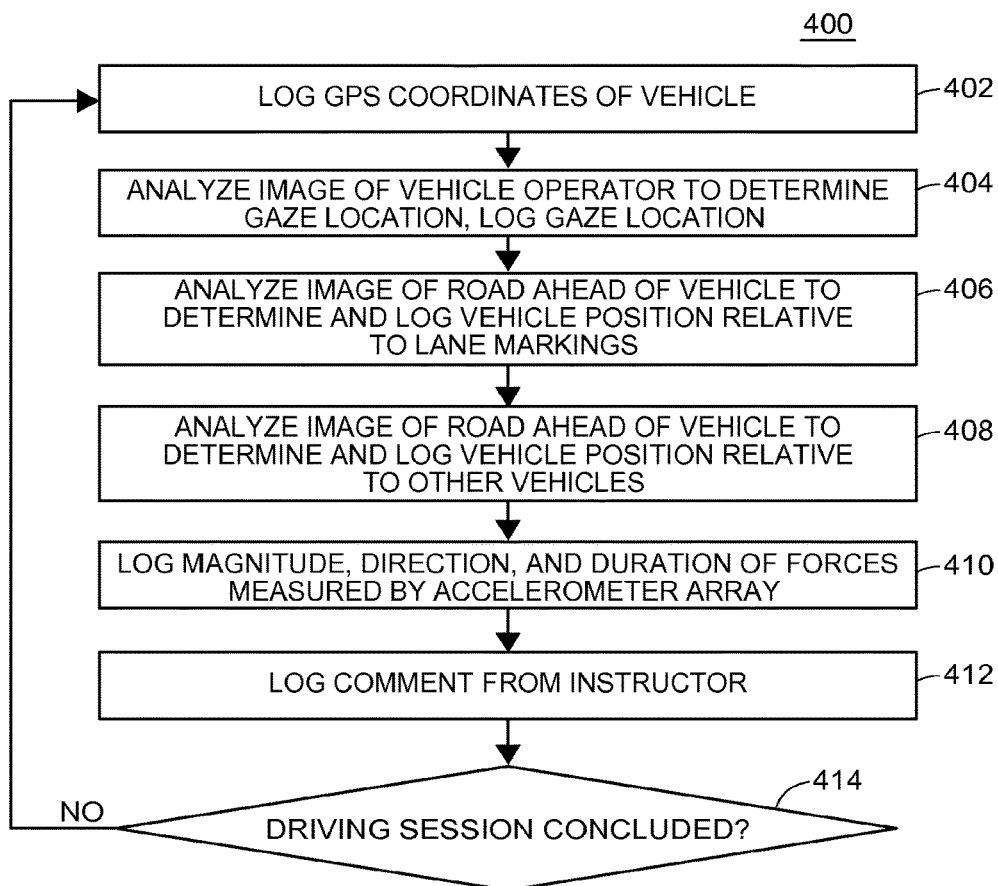 400
LOG GPS COORDINATES OF VEHICLE
402
ANALYZE IMAGE OF VEHICLE OPERATOR TO DETERMINE
GAZE LOCATION, LOG GAZE LOCATION
404
ANALYZE IMAGE OF ROAD AHEAD OF VEHICLE TO
DETERMINE AND LOG VEHICLE POSITION RELATIVE
TO LANE MARKINGS
406
ANALYZE IMAGE OF ROAD AHEAD OF VEHICLE TO
DETERMINE AND LOG VEHICLE POSITION RELATIVE
TO OTHER VEHICLES
408
LOG MAGNITUDE, DIRECTION, AND DURATION OF FORCES
MEASURED BY ACCELEROMETER ARRAY
410
LOG COMMENT FROM INSTRUCTOR
412
414
NO
DRIVING SESSION CONCLUDED?